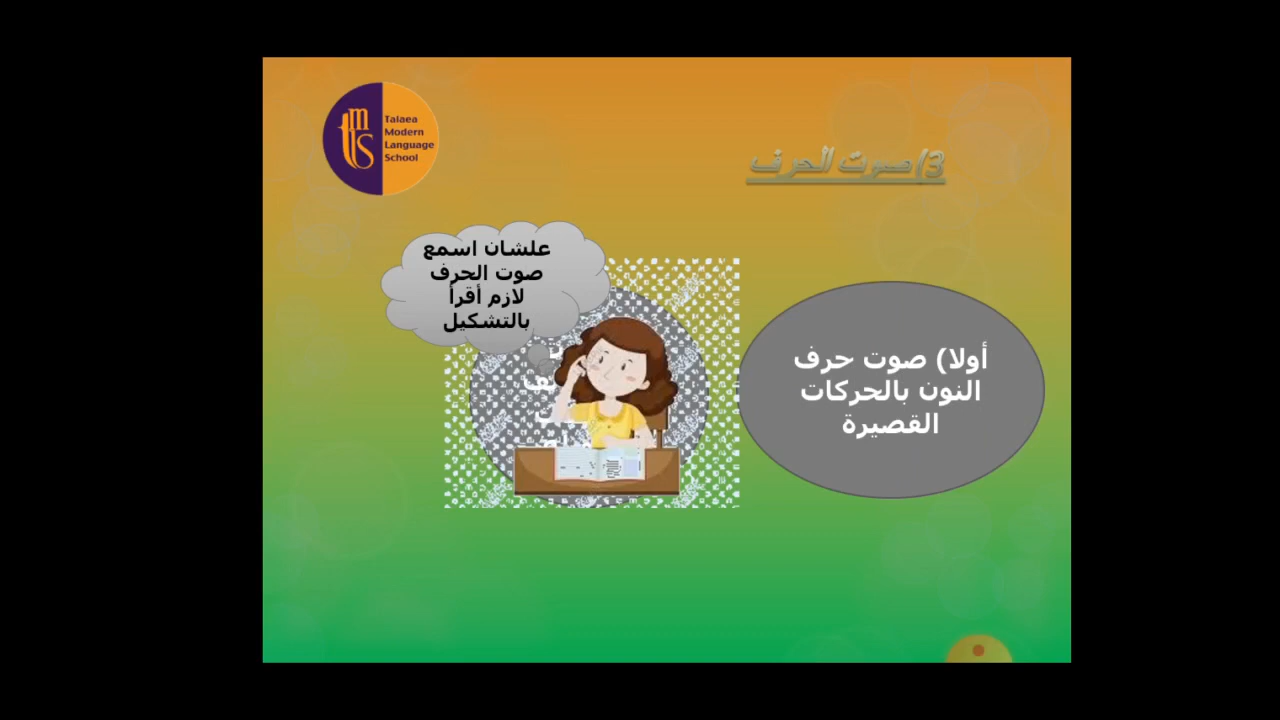 Talaea
Modern
Language
School
3)صوت الحرف
علشان اسمع
صوت الحرف
لازم أقرأ
بالتشكيل
أولا) صوت حرف
النون بالحركات
القصيرة